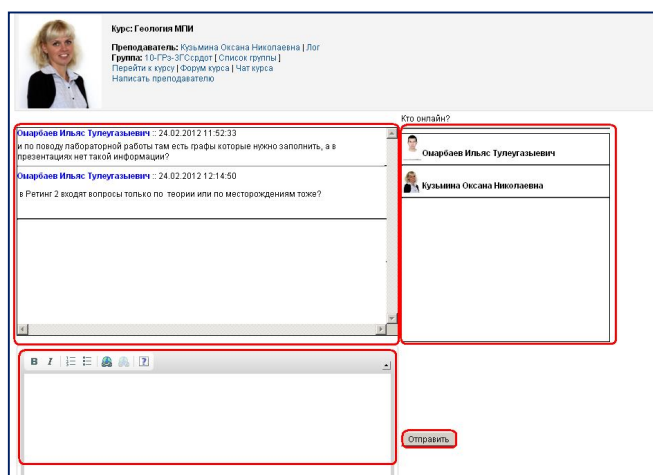 Курс: Геология МПИ
Преподаватель: Кузьмина Оксана Николаевна | Лог
Группа: 10-ГРз-3ГСсрдот [ Список группы ]
Перейти к курсу | Форум курса | Чат курса
Написать преподавателю
Кто онлайн?
Омарбаев Ильяс Тулеугазыевич :: 24.02.2012 11:52:33
и по поводу лабораторной работы там есть графы которые нужно заполнить, а в
презентациях нет такой информации?
Омарбаев Ильяс Тулеугазыевич :: 24.02.2012 12:14:50
в Ретинг 2 входят вопросы только по теории или по месторождениям тоже?
Омарбаев Ильяс Тулеугазыевич
Кузьмина Оксана Николаевна
B I ?
Отправить